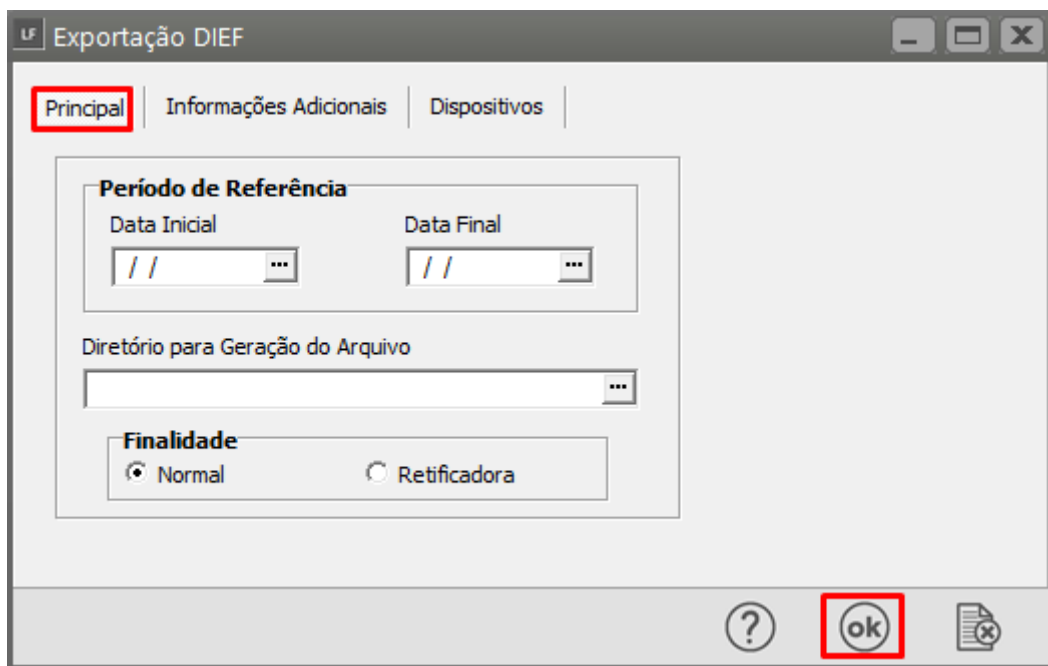 LF Exportação DIEF
Principal Informações Adicionais Dispositivos
Período de Referência
Data Inicial Data Final
/ / ... / / ...
Diretório para Geração do Arquivo
...
Finalidade
Normal Retificadora
? ok